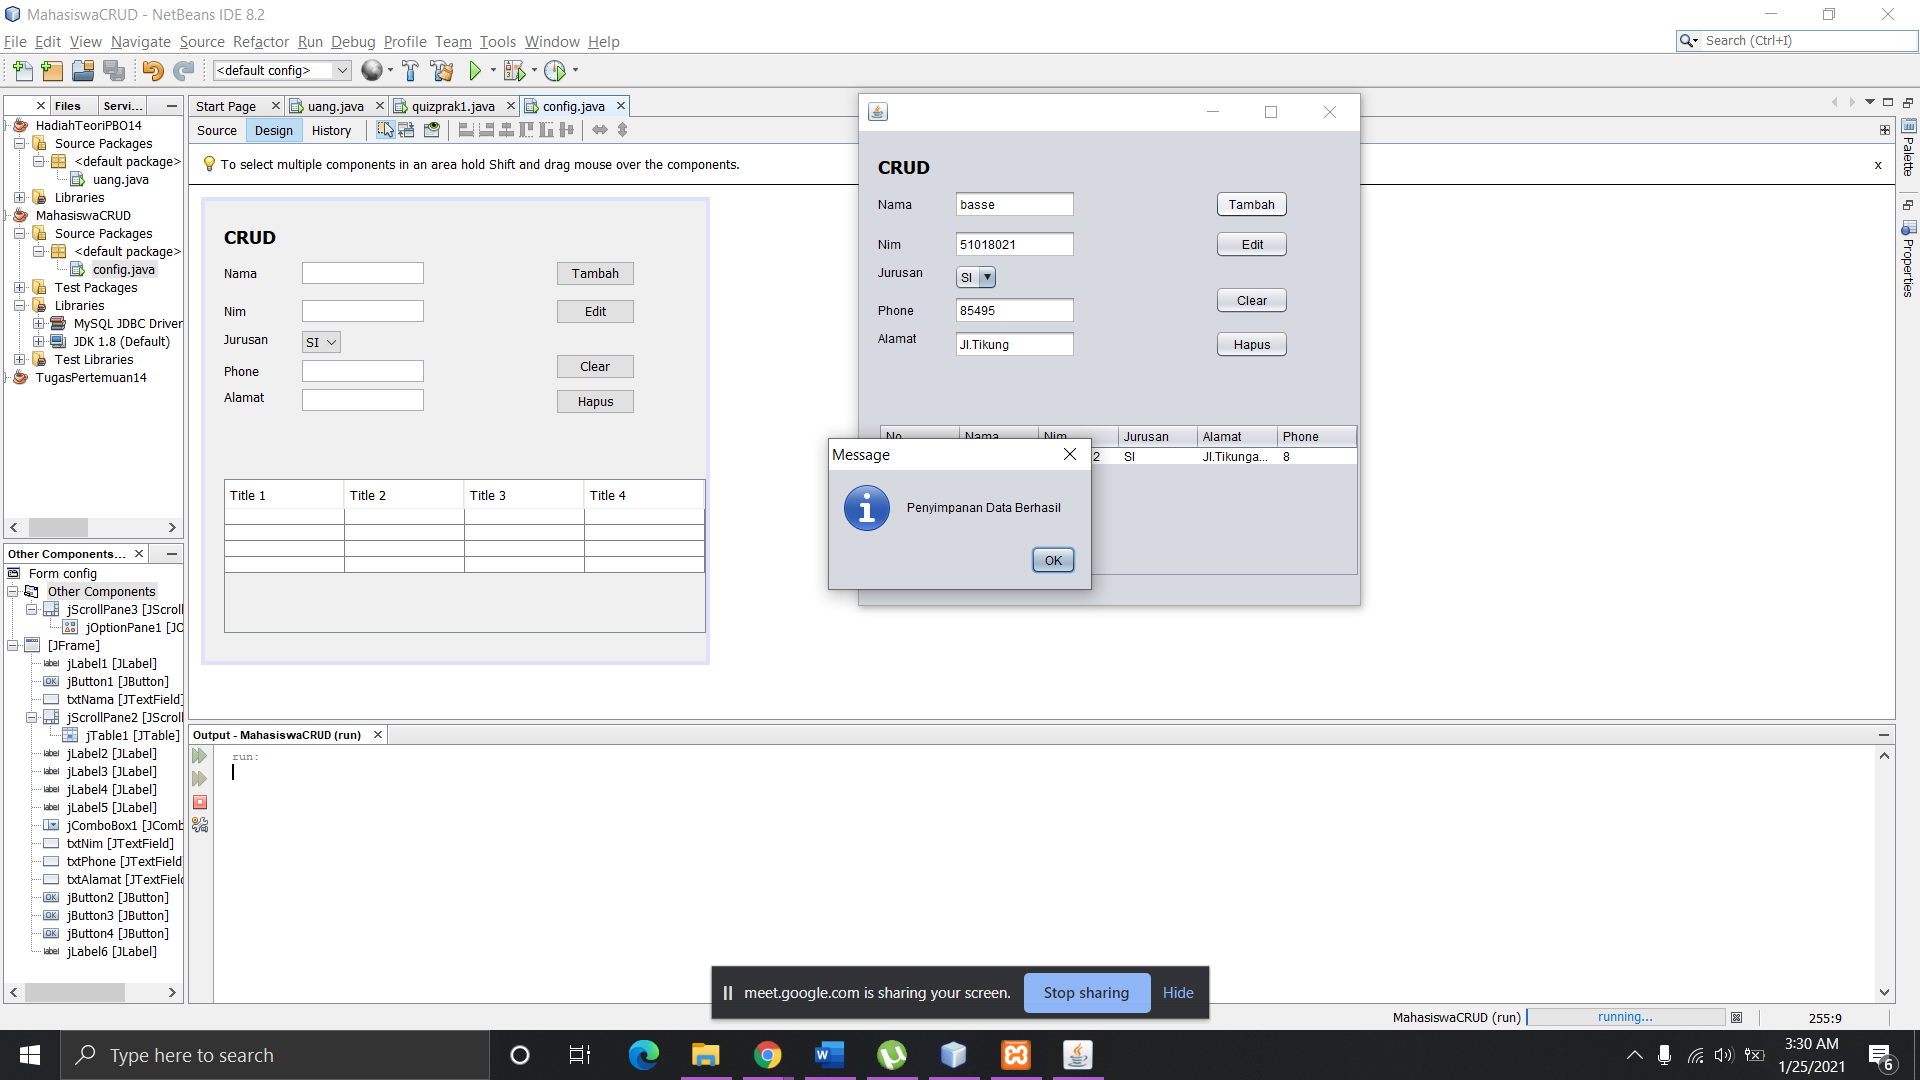 MahasiswaCRUD - NetBeans IDE 8.2
File Edit View Navigate Source Refactor Run Debug Profile Team Tools Window Help
Search (Ctrl+I)
<default config>
Files Servi...
Start Page uang.java quizprak1.java config.java
Source Design History
To select multiple components in an area hold Shift and drag mouse over the components.
HadiahTeoriPBO14
Source Packages
<default package>
uang.java
Libraries
MahasiswaCRUD
Source Packages
<default package>
config.java
Test Packages
Libraries
MySQL JDBC Driver
JDK 1.8 (Default)
Test Libraries
TugasPertemuan14
Other Components...
Form config
Other Components
jScrollPane3 [JScroll
jOptionPane1 [JO
[JFrame]
jLabel1 [JLabel]
jButton1 [JButton]
txtNama [JTextField]
jScrollPane2 [JScroll
jTable1 [JTable]
jLabel2 [JLabel]
jLabel3 [JLabel]
jLabel4 [JLabel]
jLabel5 [JLabel]
jComboBox1 [JComb
txtNim [JTextField]
txtPhone [JTextField
txtAlamat [JTextField
jButton2 [JButton]
jButton3 [JButton]
jButton4 [JButton]
jLabel6 [JLabel]
CRUD
Nama Tambah
Nim Edit
Jurusan SI
Clear
Phone
Alamat Hapus
Title 1 Title 2 Title 3 Title 4
CRUD
Nama basse Tambah
Nim 51018021 Edit
Jurusan SI
Clear
Phone 85495
Alamat Jl.Tikung Hapus
No Nama Nim Jurusan Alamat Phone
2 SI Jl.Tikunga... 8
Message
Penyimpanan Data Berhasil
OK
x
Palette
Properties
Output - MahasiswaCRUD (run)
run:
meet.google.com is sharing your screen. Stop sharing Hide
MahasiswaCRUD (run) running... 255:9
Type here to search
3:30 AM
1/25/2021
6